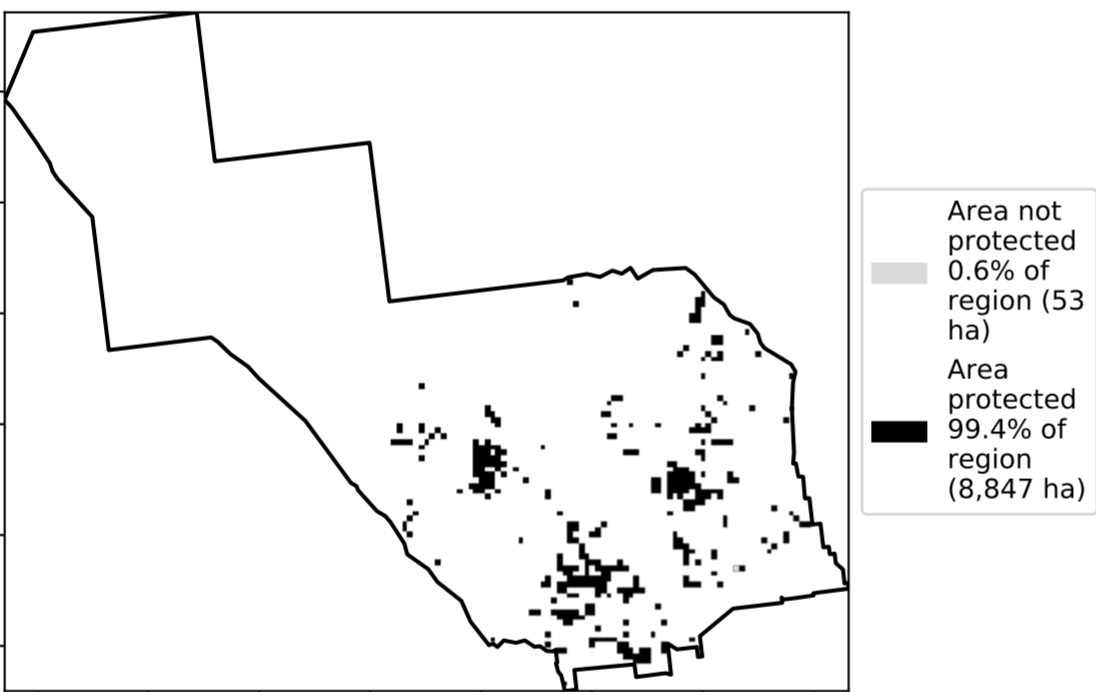 Area not
protected
0.6% of
region (53
ha)
Area
protected
99.4% of
region
(8,847 ha)